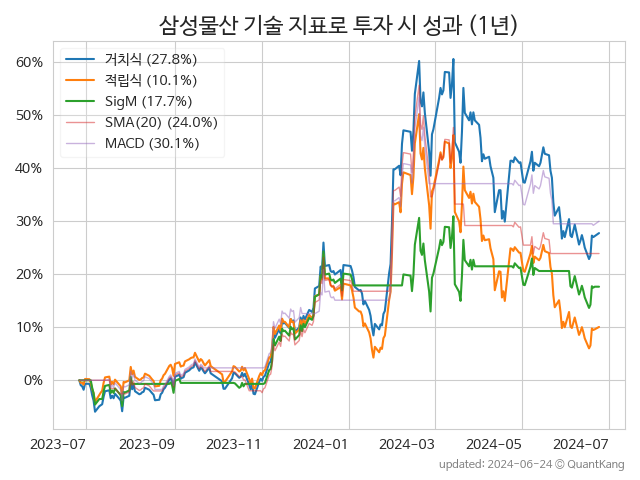 삼성물산 기술 지표로 투자 시 성과 (1년)
거치식 (27.8%)
적립식 (10.1%)
SigM (17.7%)
SMA(20) (24.0%)
MACD (30.1%)
60%
50%
40%
30%
20%
10%
0%
2023-07 2023-09 2023-11 2024-01 2024-03 2024-05 2024-07
updated: 2024-06-24 © QuantKang